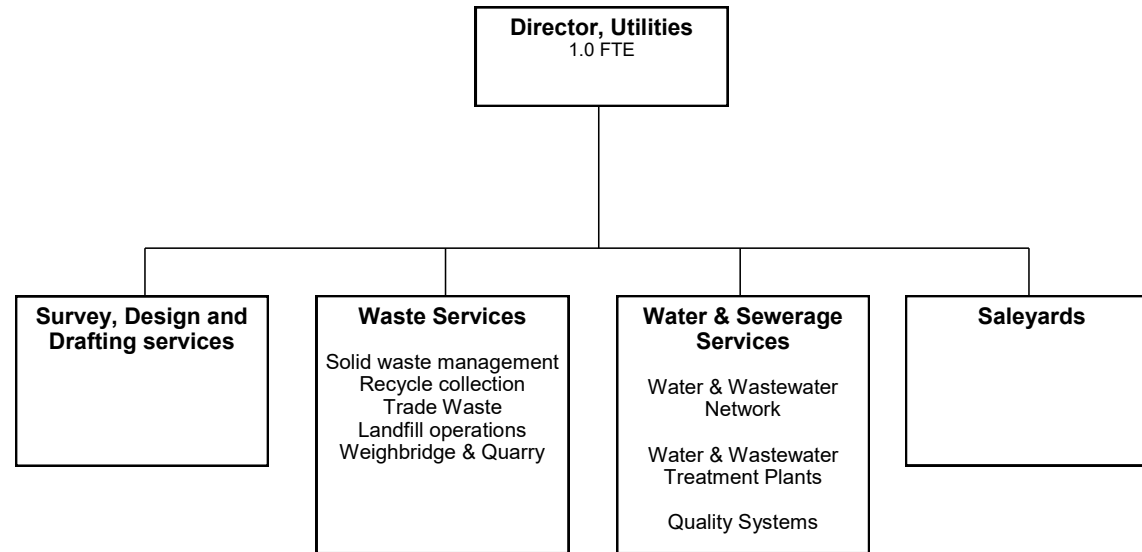 Director, Utilities
1.0 FTE
Survey, Design and
Drafting services
Waste Services
Solid waste management
Recycle collection
Trade Waste
Landfill operations
Weighbridge & Quarry
Water & Sewerage
Services
Water & Wastewater
Network
Water & Wastewater
Treatment Plants
Quality Systems
Saleyards